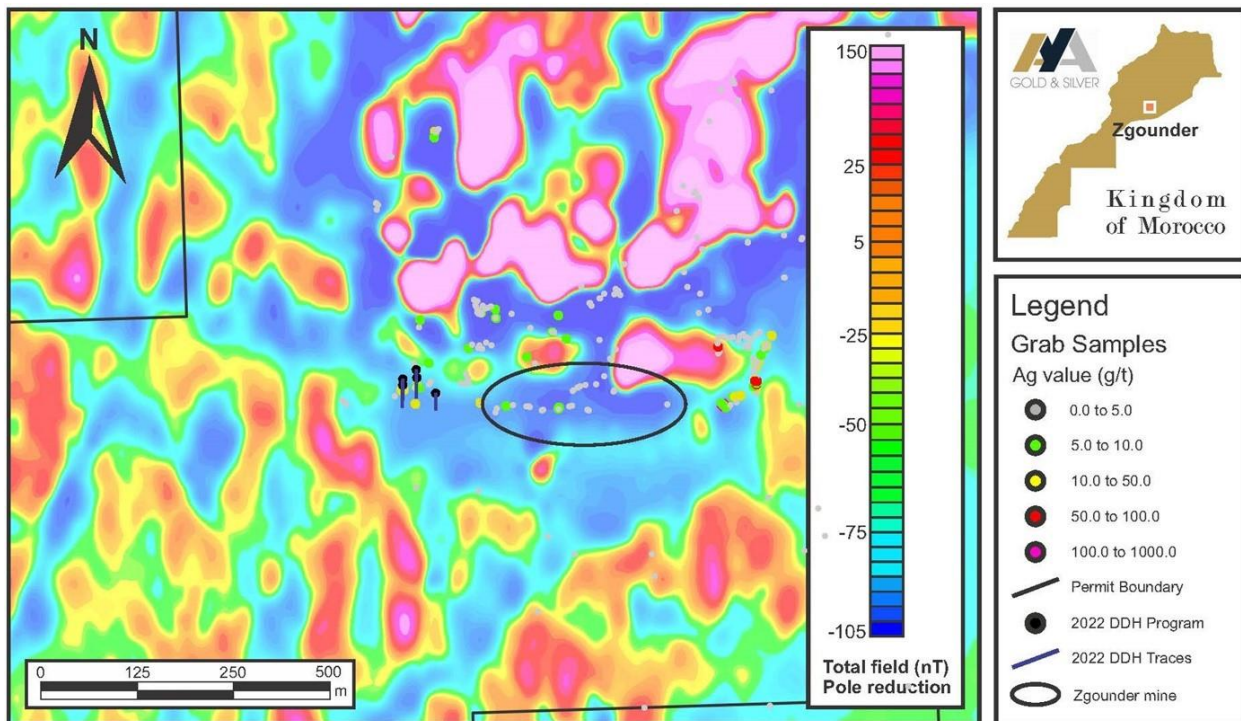 N
150
25
5
-25
-50
-75
-105
Total field (nT)
Pole reduction
0 125 250 500
m
AYA
GOLD & SILVER
Zgounder
Kingdom
of Morocco
Legend
Grab Samples
Ag value (g/t)
0.0 to 5.0
5.0 to 10.0
10.0 to 50.0
50.0 to 100.0
100.0 to 1000.0
Permit Boundary
2022 DDH Program
2022 DDH Traces
Zgounder mine